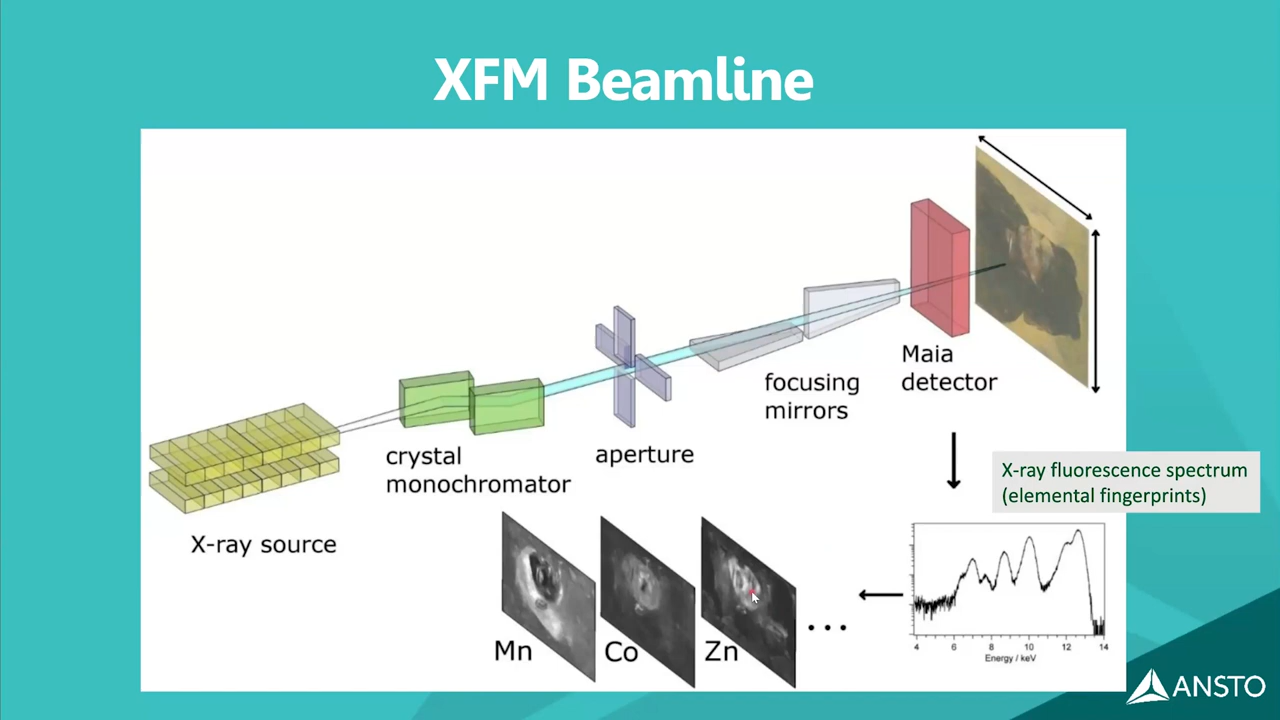 XFM Beamline
Maia
detector
focusing
mirrors
aperture
crystal
monochromator
X-ray source
X-ray fluorescence spectrum
(elemental fingerprints)
Mn
Co
Zn
...
4 6 8 10 12 14
Energy / keV
ANSTO